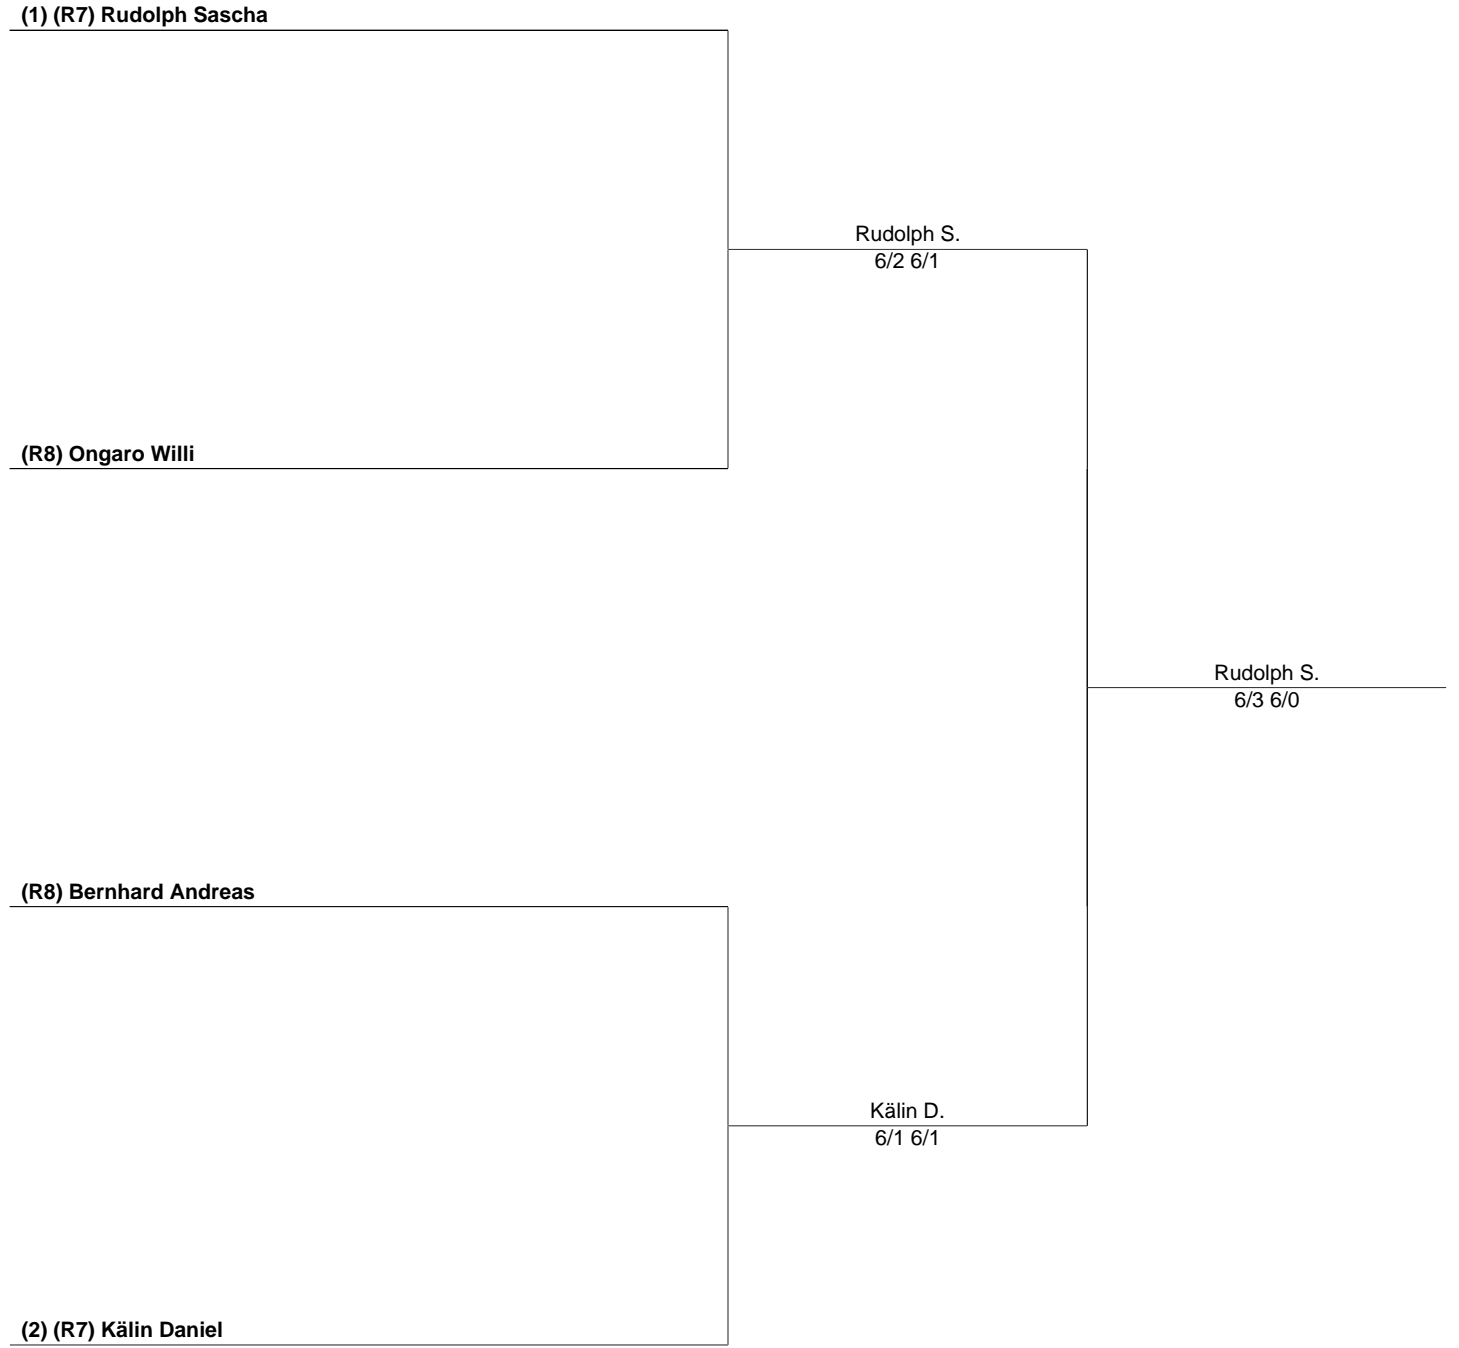 (1) (R7) Rudolph Sascha
Rudolph S.
6/2 6/1
(R8) Ongaro Willi
Rudolph S.
6/3 6/0
(R8) Bernhard Andreas
Kälin D.
6/1 6/1
(2) (R7) Kälin Daniel